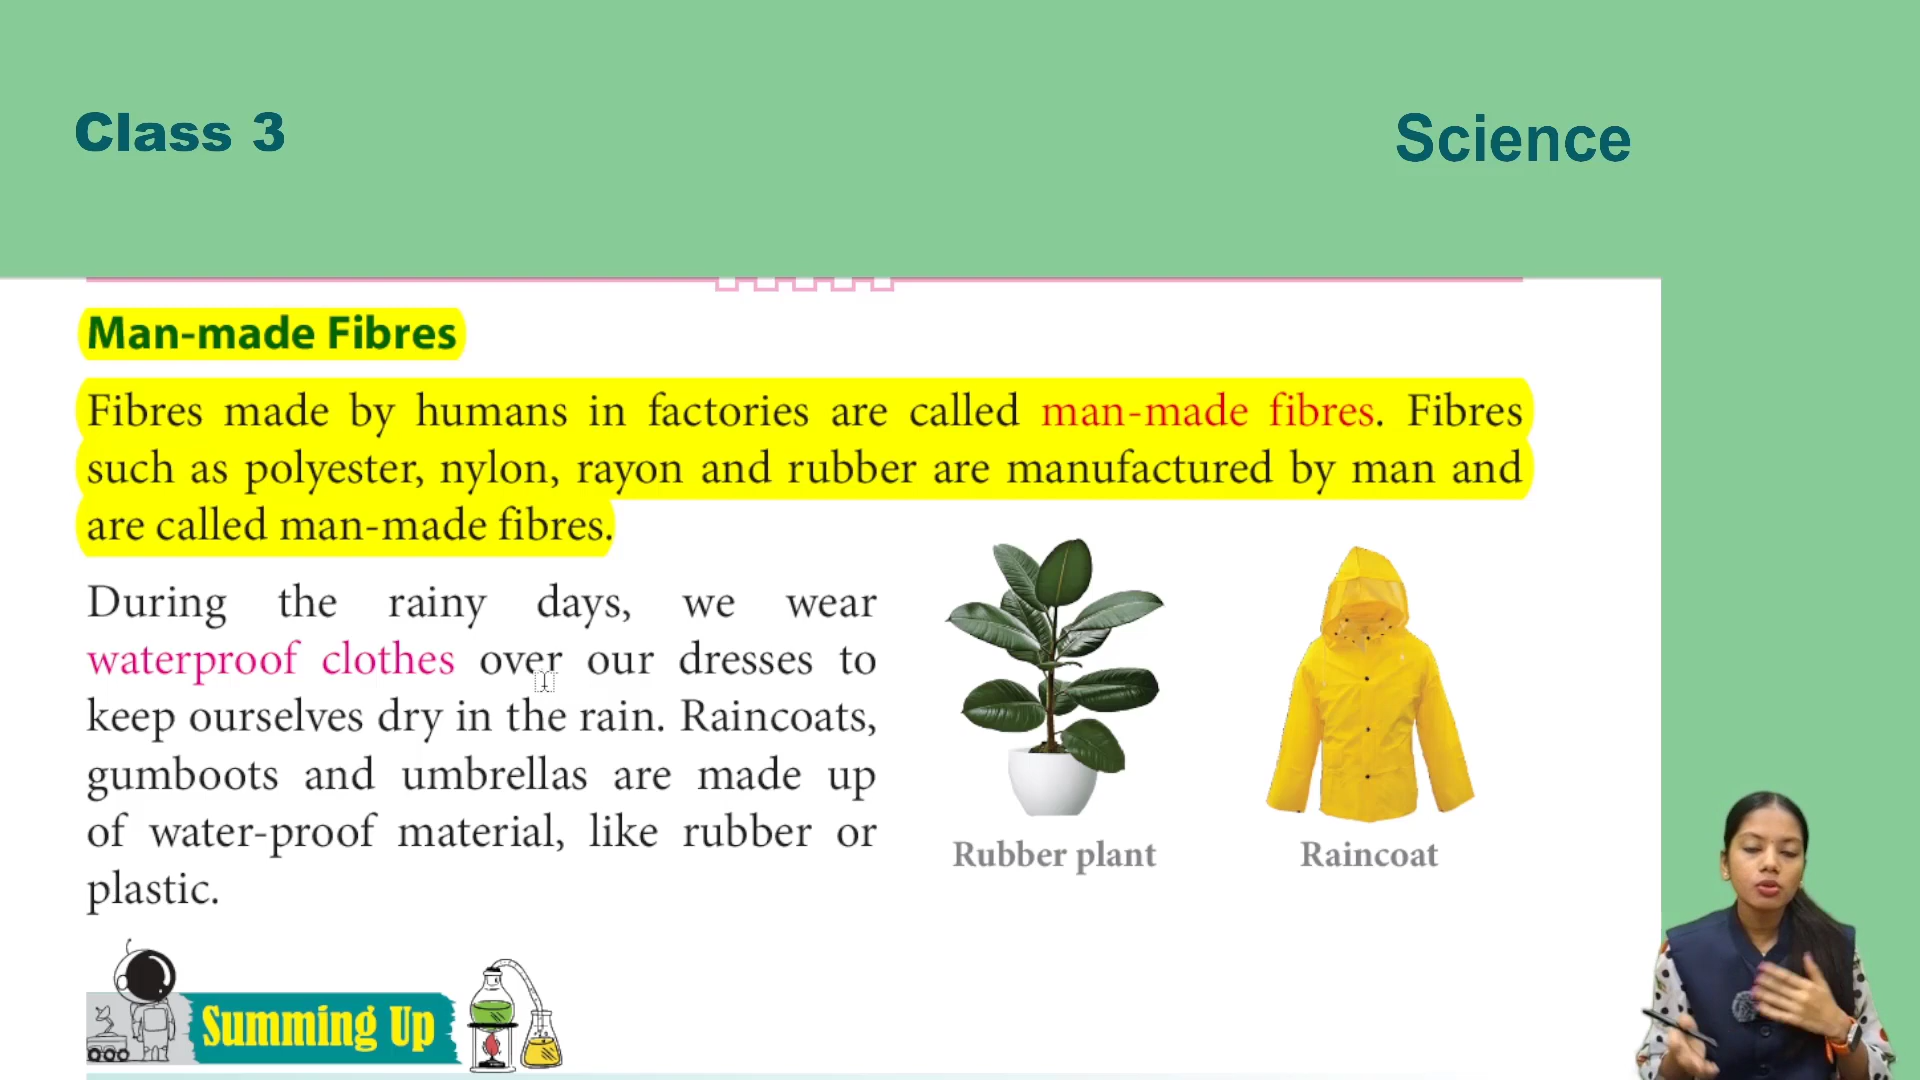 Class 3
Science
Man-made Fibres
Fibres made by humans in factories are called man-made fibres. Fibres
such as polyester, nylon, rayon and rubber are manufactured by man and
are called man-made fibres.
During the rainy days, we wear
waterproof clothes over our dresses to
keep ourselves dry in the rain. Raincoats,
gumboots and umbrellas are made up
of water-proof material, like rubber or
plastic.
Rubber plant
Raincoat
Summing Up